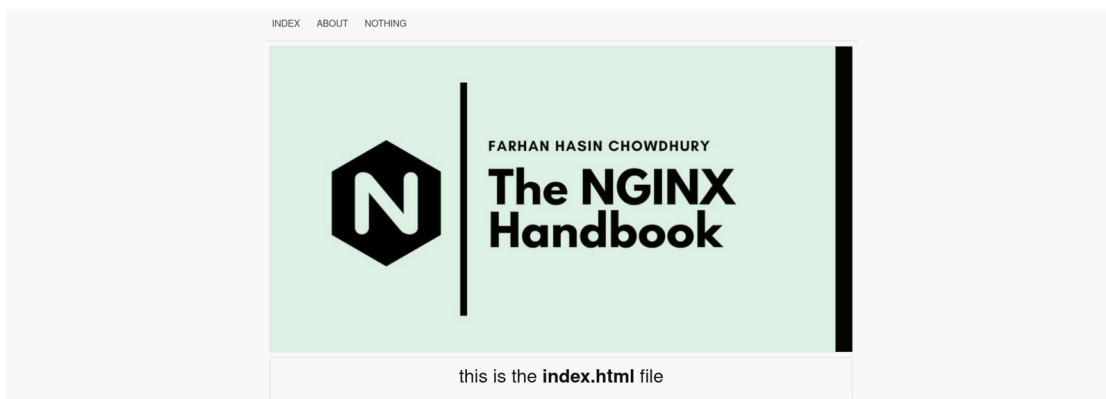 INDEX ABOUT NOTHING
N
FARHAN HASIN CHOWDHURY
The NGINX
Handbook
this is the index.html file